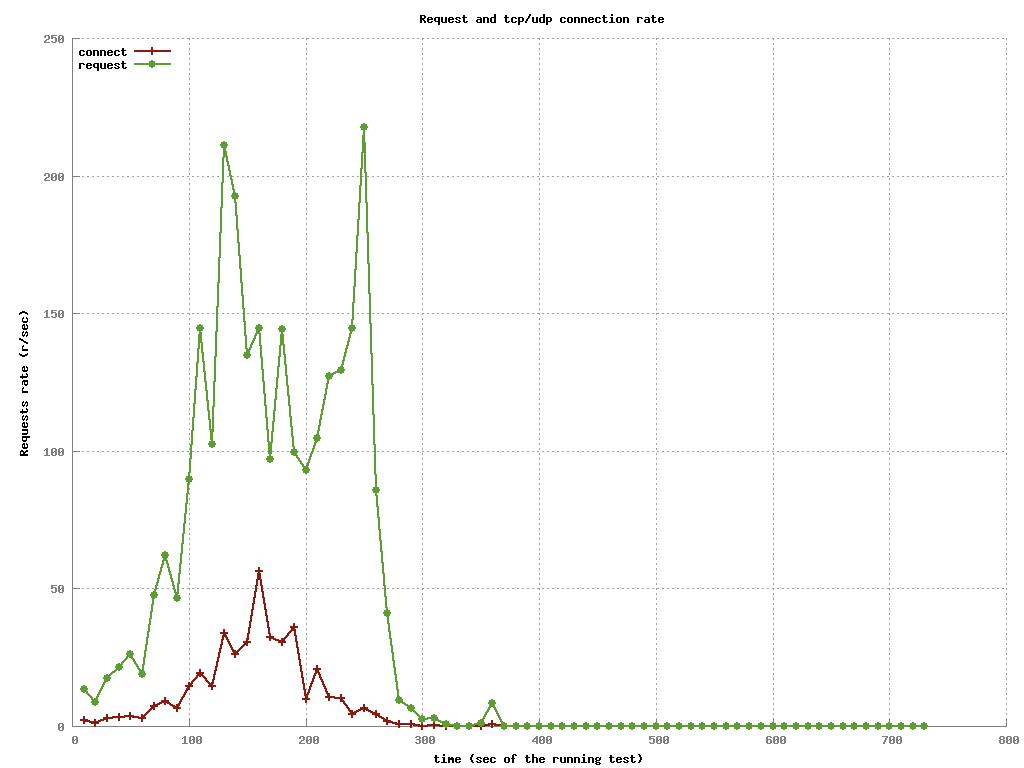 Request and tcp/udp connection rate
250
connect
request
200
150
Requests rate (r/sec)
100
50
0
0 100 200 300 400 500 600 700 800
time (sec of the running test)